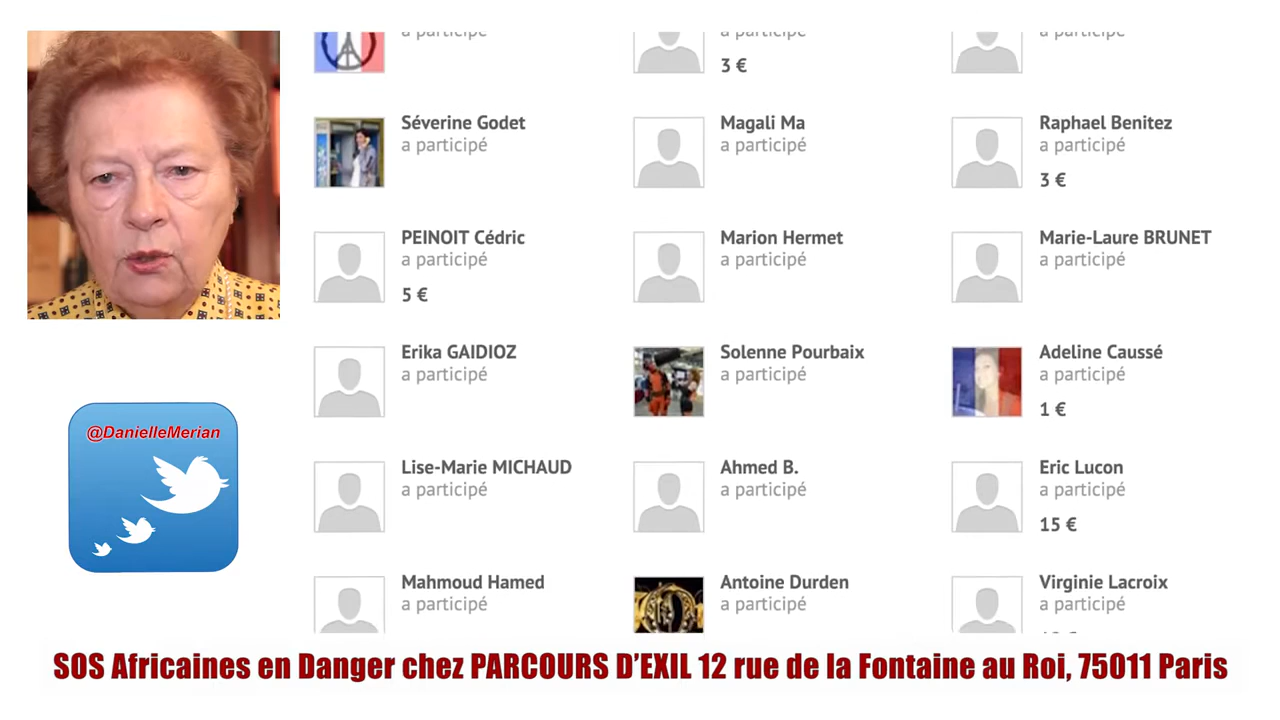 a participé
a participé
3 €
a participé
Séverine Godet
a participé
Magali Ma
a participé
Raphael Benitez
a participé
3 €
PEINOIT Cédric
a participé
5 €
Marion Hermet
a participé
Marie-Laure BRUNET
a participé
Erika GAIDIOZ
a participé
Solenne Pourbaix
a participé
Adeline Caussé
a participé
1 €
@DanielleMerian
Lise-Marie MICHAUD
a participé
Ahmed B.
a participé
Eric Lucon
a participé
15 €
Mahmoud Hamed
a participé
Antoine Durden
a participé
Virginie Lacroix
a participé
SOS Africaines en Danger chez PARCOURS D'EXIL 12 rue de la Fontaine au Roi, 75011 Paris